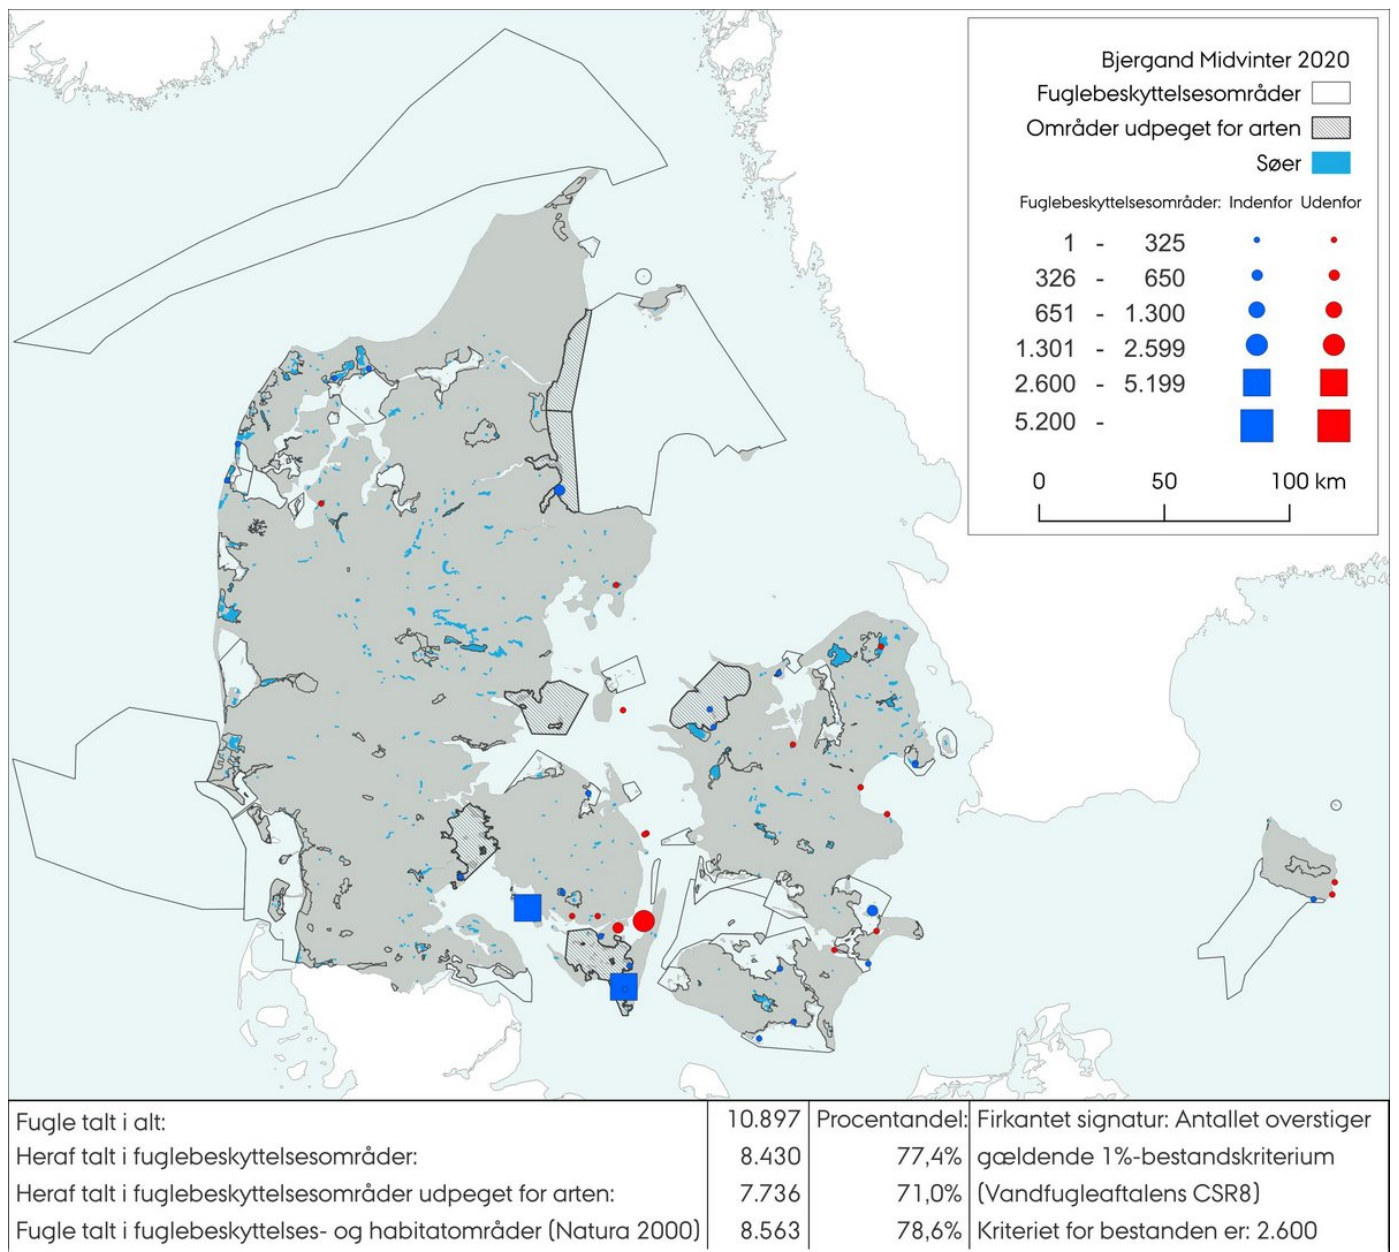 Bjergand Midvinter 2020
Fuglebeskyttelsesområder
Områder udpeget for arten
Søer
Fuglebeskyttelsesområder: Indenfor Udenfor
1 - 325
326 - 650
651 - 1.300
1.301 - 2.599
2.600 - 5.199
5.200 -
0 50 100 km
Fugle talt i alt: 10.897 Procentandel: Firkantet signatur: Antallet overstiger
Heraf talt i fuglebeskyttelsesområder: 8.430 77,4% gældende 1%-bestandskriterium
Heraf talt i fuglebeskyttelsesområder udpeget for arten: 7.736 71,0% (Vandfugleaftalens CSR8)
Fugle talt i fuglebeskyttelses- og habitatområder (Natura 2000) 8.563 78,6% Kriteriet for bestanden er: 2.600